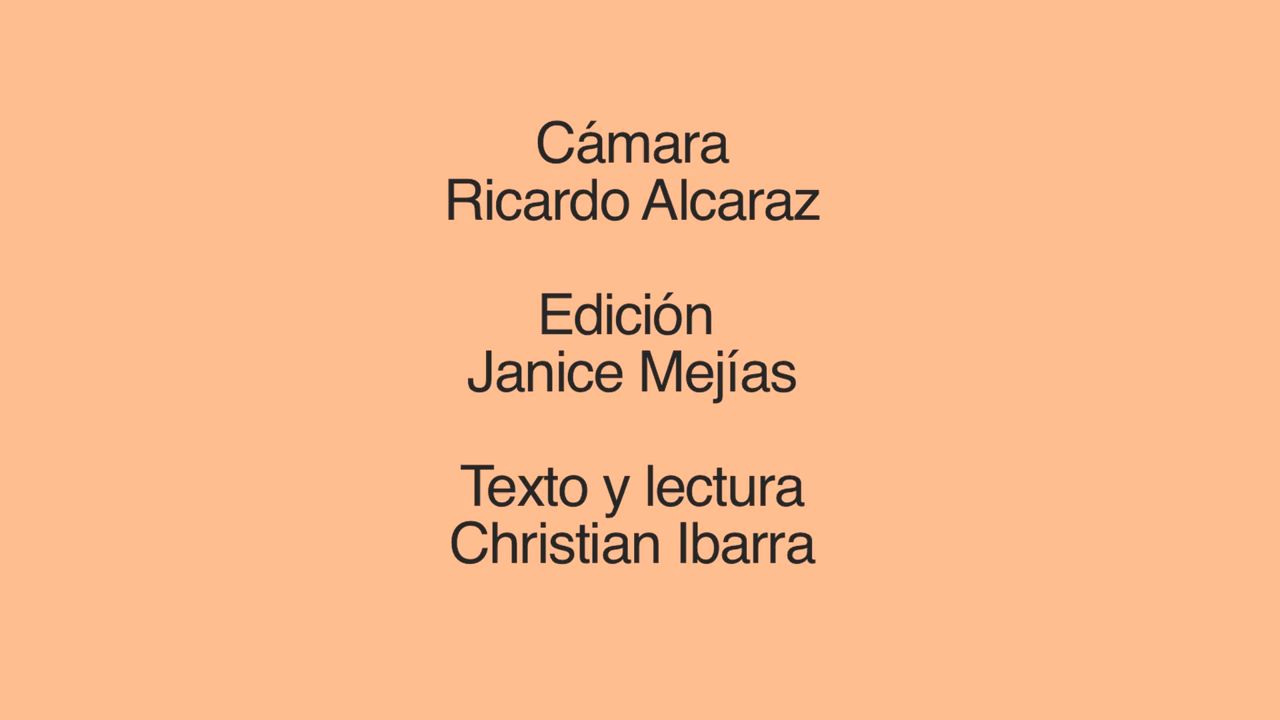 Cámara
Ricardo Alcaraz
Edición
Janice Mejías
Texto y lectura
Christian Ibarra